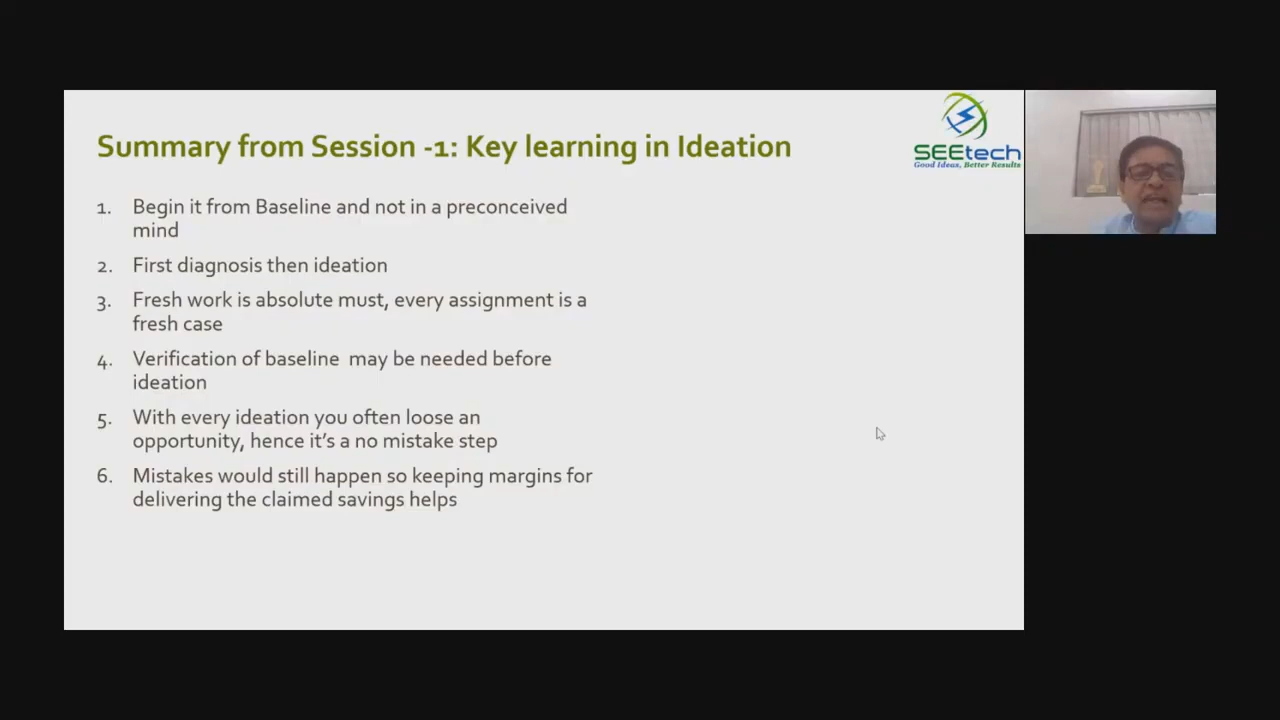 Summary from Session -1: Key learning in Ideation
SEEtech
Good Ideas, Better Results
1. Begin it from Baseline and not in a preconceived
mind
2. First diagnosis then ideation
3. Fresh work is absolute must, every assignment is a
fresh case
4. Verification of baseline  may be needed before
ideation
5. With every ideation you often loose an
opportunity, hence it's a no mistake step
6. Mistakes would still happen so keeping margins for
delivering the claimed savings helps